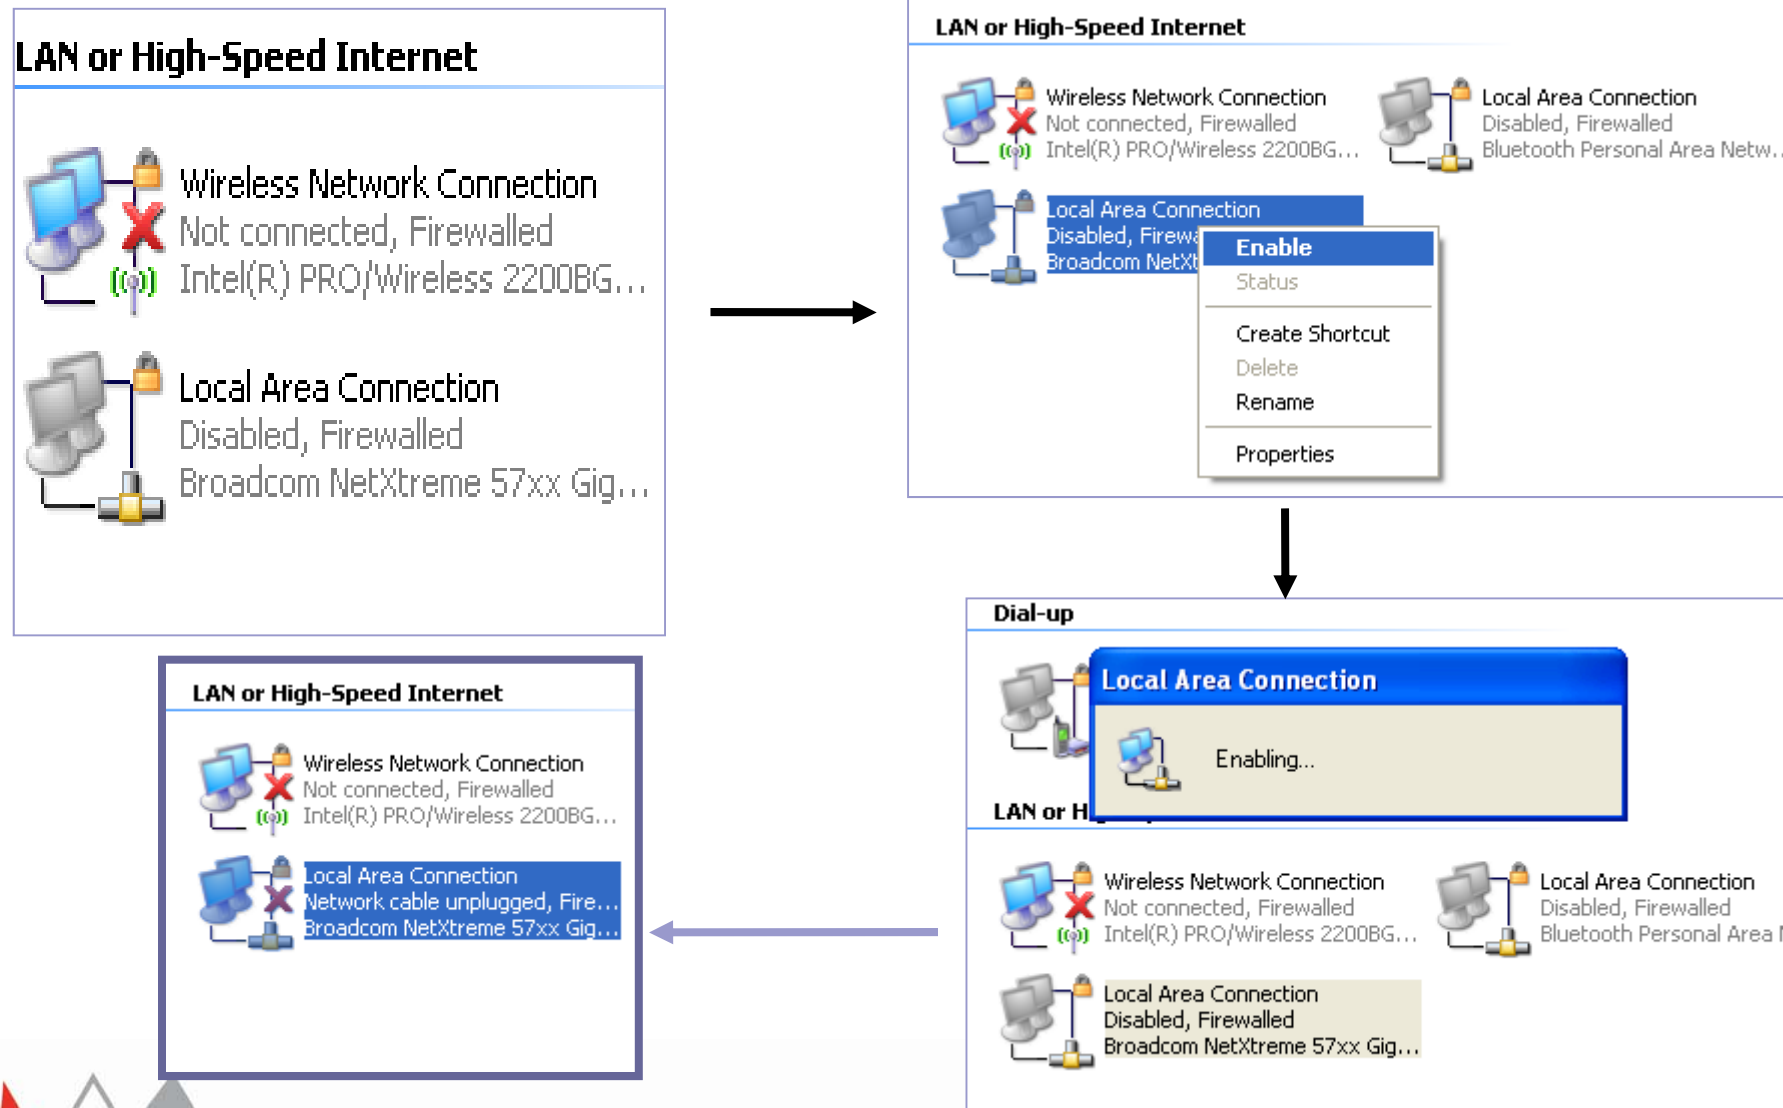 LAN or High-Speed Internet
Wireless Network Connection
Not connected, Firewalled
Intel(R) PRO/Wireless 2200BG...
Local Area Connection
Disabled, Firewalled
Broadcom NetXtreme 57xx Gig...
LAN or High-Speed Internet
Wireless Network Connection
Not connected, Firewalled
Intel(R) PRO/Wireless 2200BG...
Local Area Connection
Disabled, Firewalled
Bluetooth Personal Area Netw..
Local Area Connection
Disabled, Firewa
Broadcom NetXt
Enable
Status
Create Shortcut
Delete
Rename
Properties
Dial-up
Local Area Connection
Enabling...
LAN or H
Wireless Network Connection
Not connected, Firewalled
Intel(R) PRO/Wireless 2200BG...
Local Area Connection
Disabled, Firewalled
Bluetooth Personal Area
Local Area Connection
Disabled, Firewalled
Broadcom NetXtreme 57xx Gig...
LAN or High-Speed Internet
Wireless Network Connection
Not connected, Firewalled
Intel(R) PRO/Wireless 2200BG...
Local Area Connection
Network cable unplugged, Fire...
Broadcom NetXtreme 57xx Gig...